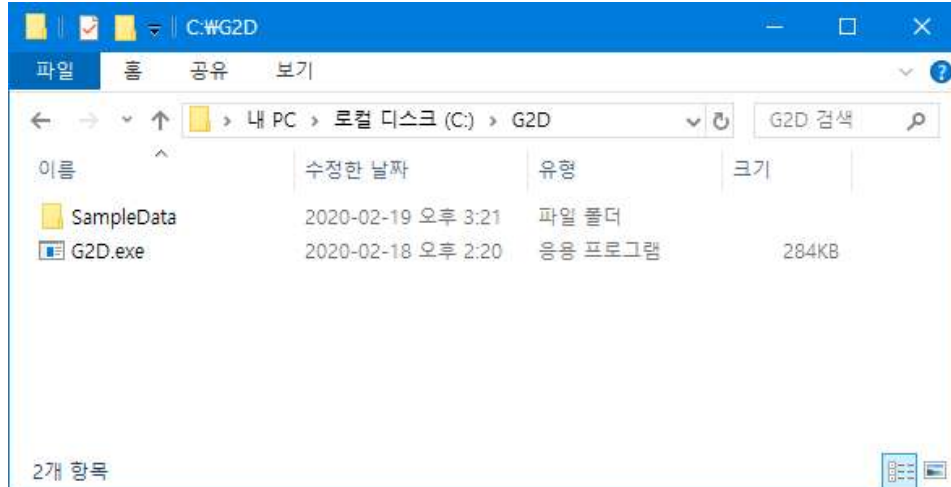 C:₩G2D
파일 홈 공유 보기
내 PC › 로컬 디스크 (C:) › G2D
G2D 검색
이름 수정한 날짜 유형 크기
SampleData 2020-02-19 오후 3:21 파일 폴더
G2D.exe 2020-02-18 오후 2:20 응용 프로그램 284KB
2개 항목